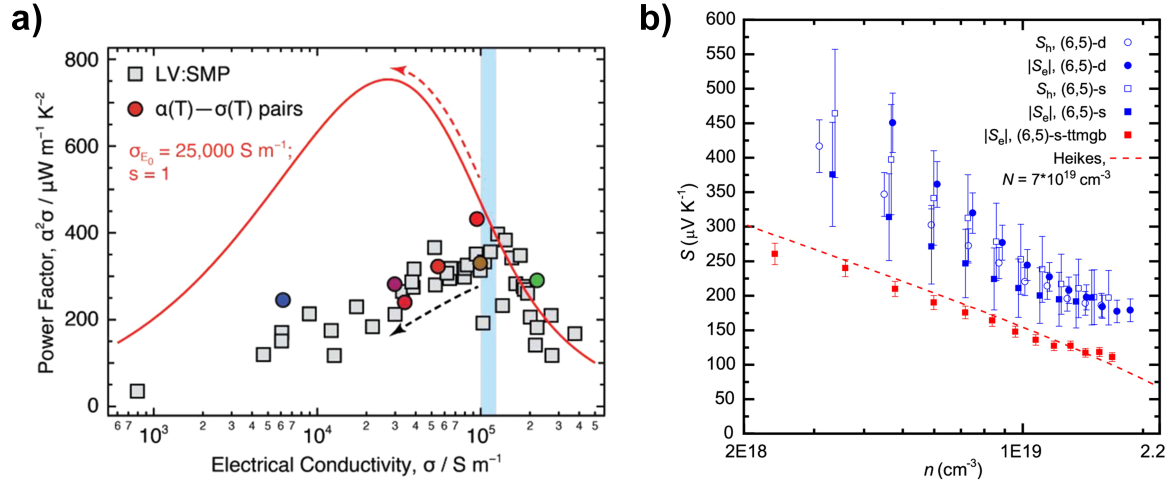 a)
800
600
400
200
0
Power Factor, α²σ / μW m⁻¹ K⁻²
LV:SMP
α(T)—σ(T) pairs
σ_E₀ = 25,000 S m⁻¹;
s = 1
6 7 10³ 2 3 4 5 6 7 10⁴ 2 3 4 5 6 7 10⁵ 2 3 4 5
Electrical Conductivity, σ / S m⁻¹
b)
600
550
500
450
400
350
300
250
200
150
100
50
0
S (μV K⁻¹)
Sₕ, (6,5)-d
|Sₑ|, (6,5)-d
Sₕ, (6,5)-s
|Sₑ|, (6,5)-s
|Sₑ|, (6,5)-s-ttmgb
Heikes,
N = 7*10¹⁹ cm⁻³
2E18 1E19 2.2
n (cm⁻³)